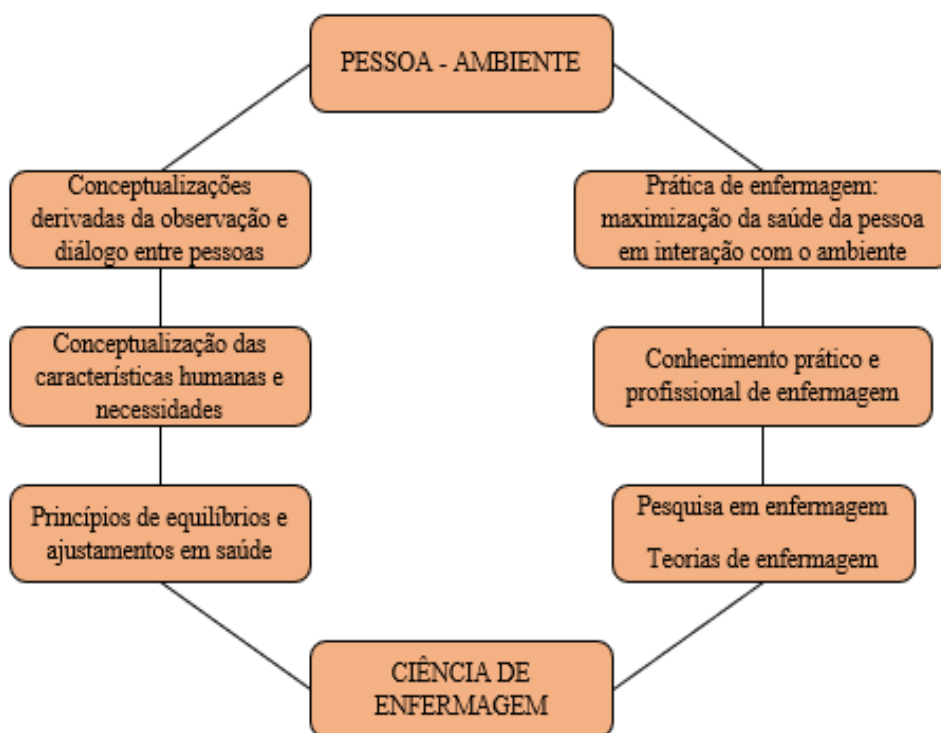 PESSOA - AMBIENTE
Conceptualizações
derivadas da observação e
diálogo entre pessoas
Prática de enfermagem:
maximização da saúde da pessoa
em interação com o ambiente
Conceptualização das
características humanas e
necessidades
Conhecimento prático e
profissional de enfermagem
Princípios de equilíbrios e
ajustamentos em saúde
Pesquisa em enfermagem
Teorias de enfermagem
CIÊNCIA DE
ENFERMAGEM